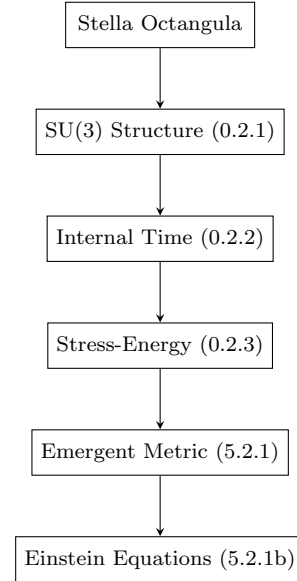 Stella Octangula
SU(3) Structure (0.2.1)
Internal Time (0.2.2)
Stress-Energy (0.2.3)
Emergent Metric (5.2.1)
Einstein Equations (5.2.1b)